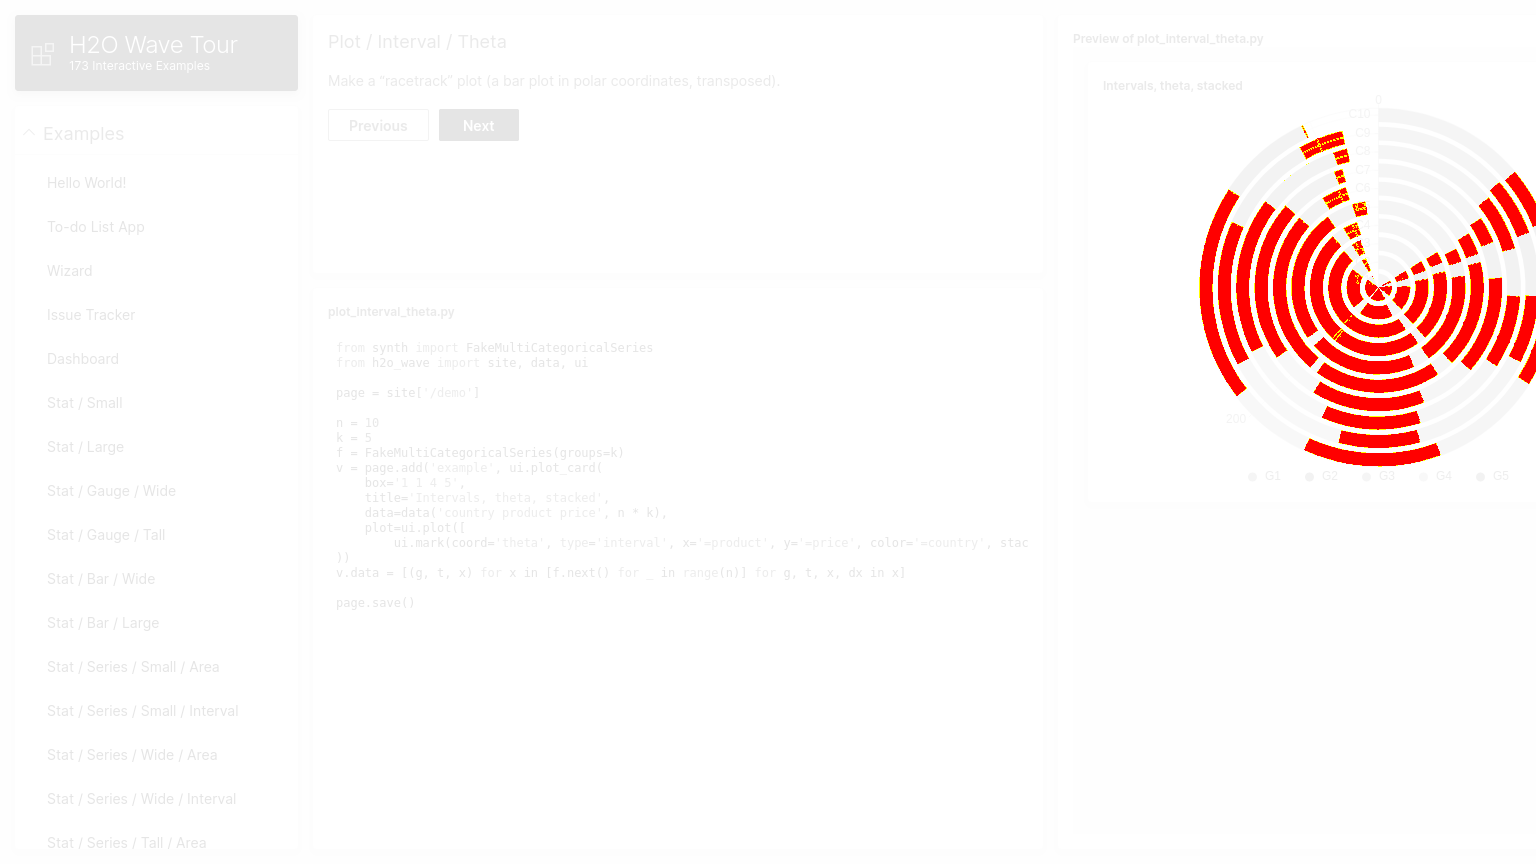 H2O Wave Tour
173 Interactive Examples
Examples
Hello World!
To-do List App
Wizard
Issue Tracker
Dashboard
Stat / Small
Stat / Large
Stat / Gauge / Wide
Stat / Gauge / Tall
Stat / Bar / Wide
Stat / Bar / Large
Stat / Series / Small / Area
Stat / Series / Small / Interval
Stat / Series / Wide / Area
Stat / Series / Wide / Interval
Stat / Series / Tall / Area
Plot / Interval / Theta
Make a “racetrack” plot (a bar plot in polar coordinates, transposed).
Previous
Next
plot_interval_theta.py
from synth import FakeMultiCategoricalSeries
from h2o_wave import site, data, ui
page = site['/demo']
n = 10
k = 5
f = FakeMultiCategoricalSeries(groups=k)
v = page.add('example', ui.plot_card(
box='1 1 4 5',
title='Intervals, theta, stacked',
data=data('country product price', n * k),
plot=ui.plot([
ui.mark(coord='theta', type='interval', x='=product', y='=price', color='=country', stac
))
v.data = [(g, t, x) for x in [f.next() for _ in range(n)] for g, t, x, dx in x]
page.save()
Preview of plot_interval_theta.py
Intervals, theta, stacked
0
C10
C9
C8
C7
C6
200
G1
G2
G3
G4
G5